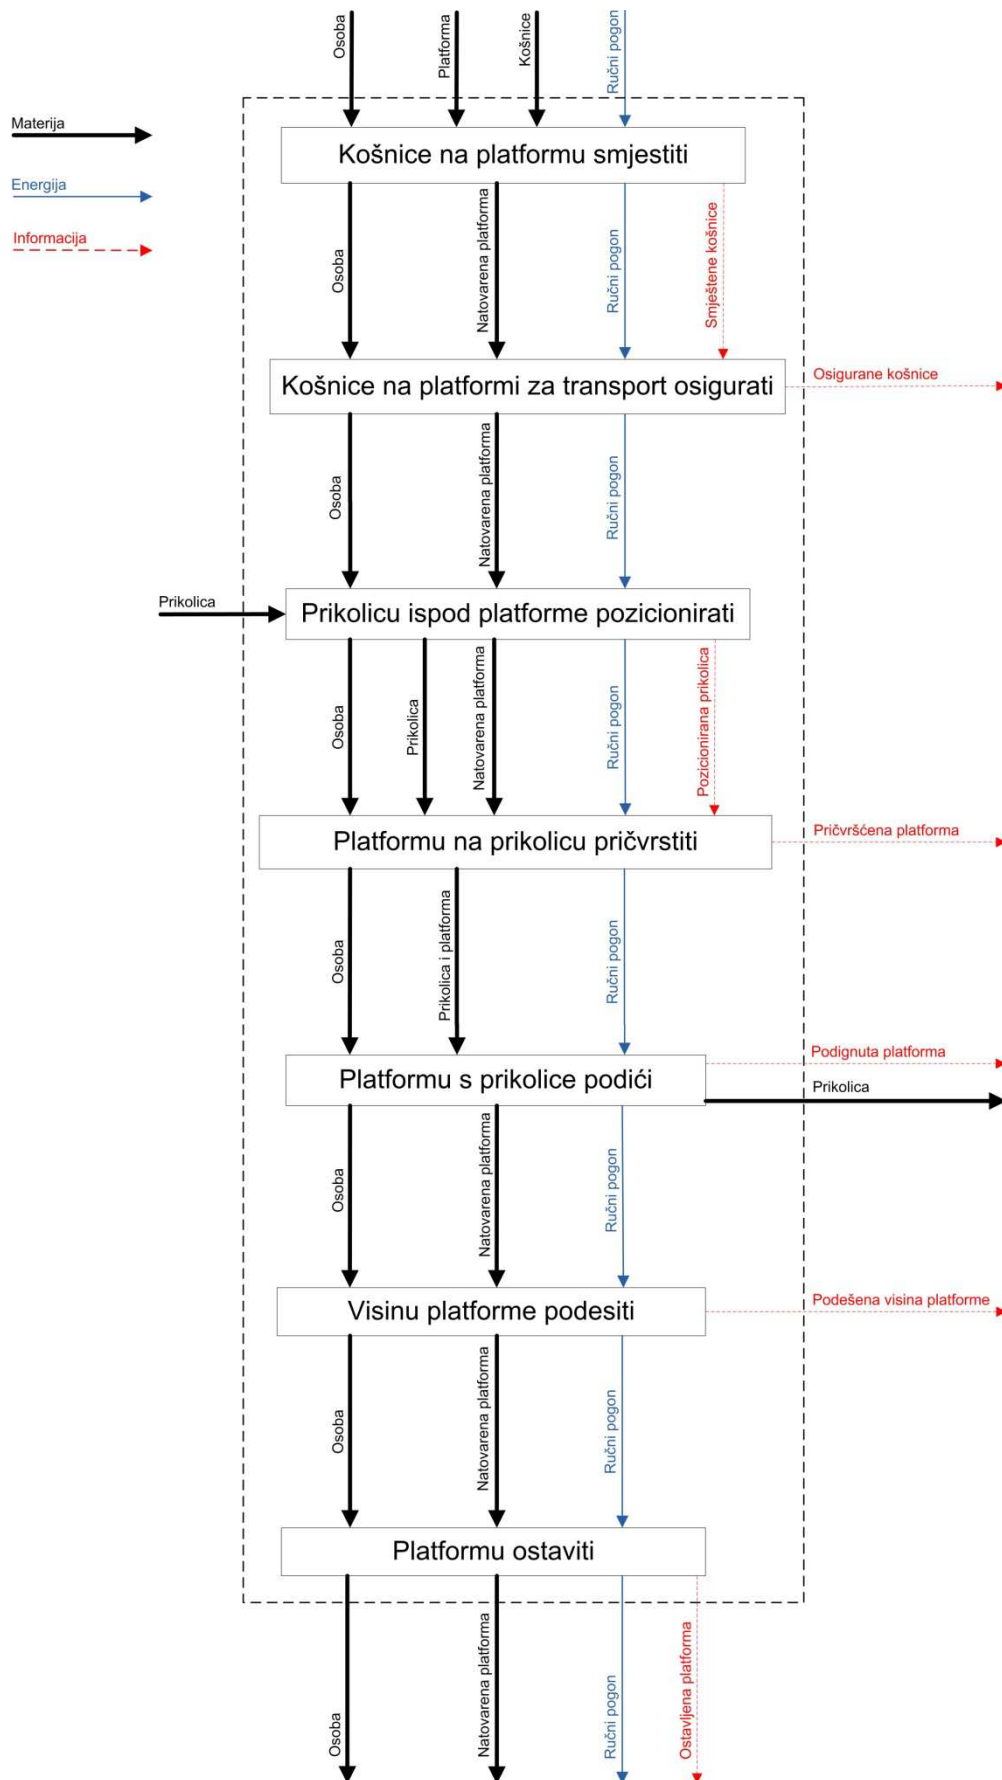 Osoba
Platforma
Košnice
Ručni pogon
Materija
Energija
Informacija
Košnice na platformu smjestiti
Osoba
Natovarena platforma
Ručni pogon
Smještene košnice
Košnice na platformi za transport osigurati
Osigurane košnice
Osoba
Natovarena platforma
Ručni pogon
Prikolica
Prikolicu ispod platforme pozicionirati
Osoba
Prikolica
Natovarena platforma
Ručni pogon
Pozicionirana prikolica
Platformu na prikolicu pričvrstiti
Pričvršćena platforma
Osoba
Prikolica i platforma
Ručni pogon
Platformu s prikolice podići
Podignuta platforma
Prikolica
Osoba
Natovarena platforma
Ručni pogon
Visinu platforme podesiti
Podešena visina platforme
Osoba
Natovarena platforma
Ručni pogon
Platformu ostaviti
Osoba
Natovarena platforma
Ručni pogon
Ostavljena platforma